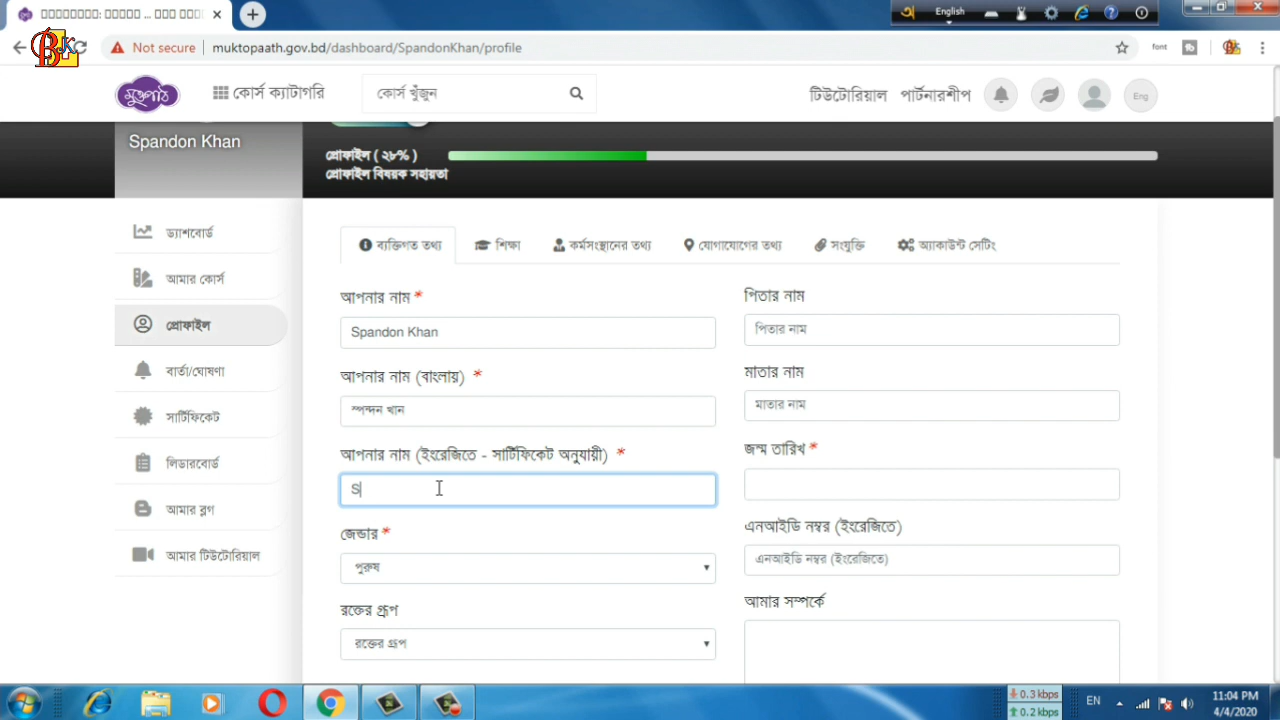 English
BLKC
Not secure
muktopaath.gov.bd/dashboard/SpandonKhan/profile
font
মুক্তপাঠ
কোর্স ক্যাটাগরি
কোর্স খুঁজুন
টিউটোরিয়াল
পার্টনারশীপ
Eng
Spandon Khan
প্রোফাইল ( ২৮% )
প্রোফাইল বিষয়ক সহায়তা
ড্যাশবোর্ড
আমার কোর্স
প্রোফাইল
বার্তা/ঘোষণা
সার্টিফিকেট
লিডারবোর্ড
আমার ব্লগ
আমার টিউটোরিয়াল
ব্যক্তিগত তথ্য
শিক্ষা
কর্মসংস্থানের তথ্য
যোগাযোগের তথ্য
সংযুক্তি
অ্যাকাউন্ট সেটিং
আপনার নাম *
Spandon Khan
আপনার নাম (বাংলায়) *
স্পন্দন খান
আপনার নাম (ইংরেজিতে - সার্টিফিকেট অনুযায়ী) *
S
জেন্ডার *
পুরুষ
রক্তের গ্রূপ
রক্তের গ্রূপ
পিতার নাম
পিতার নাম
মাতার নাম
মাতার নাম
জন্ম তারিখ *
এনআইডি নম্বর (ইংরেজিতে)
এনআইডি নম্বর (ইংরেজিতে)
আমার সম্পর্কে
0.3 kbps
0.2 kbps
EN
11:04 PM
4/4/2020